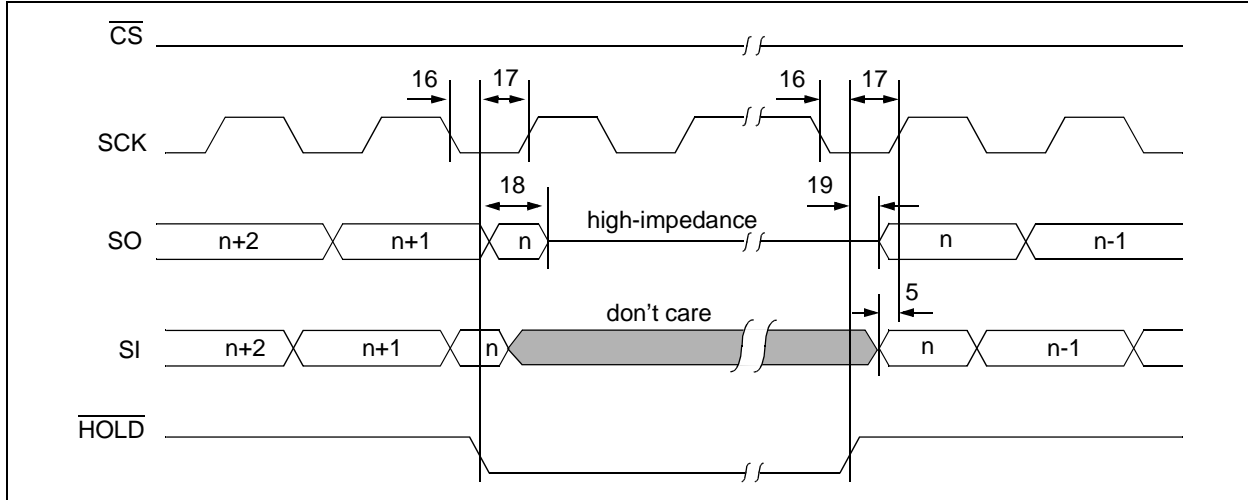 CS
16 17 16 17
SCK
18 19
high-impedance
SO n+2 n+1 n n n-1
5
don't care
SI n+2 n+1 n n n-1
HOLD